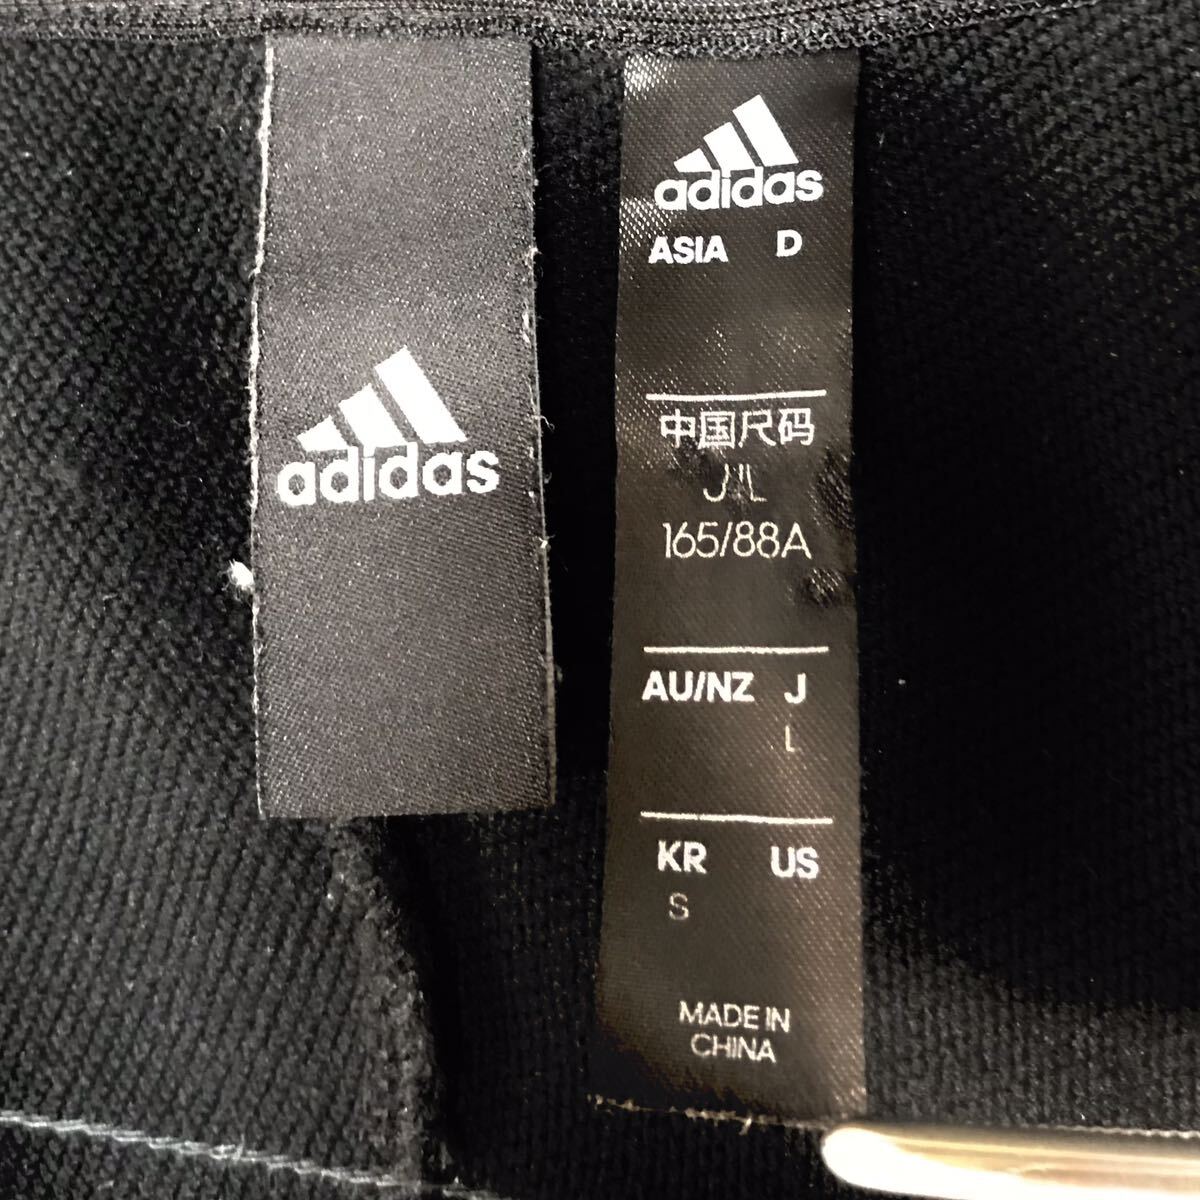 adidas
adidas
ASIA D
中国尺码
J/L
165/88A
AU/NZ J
L
KR US
S
MADE IN
CHINA